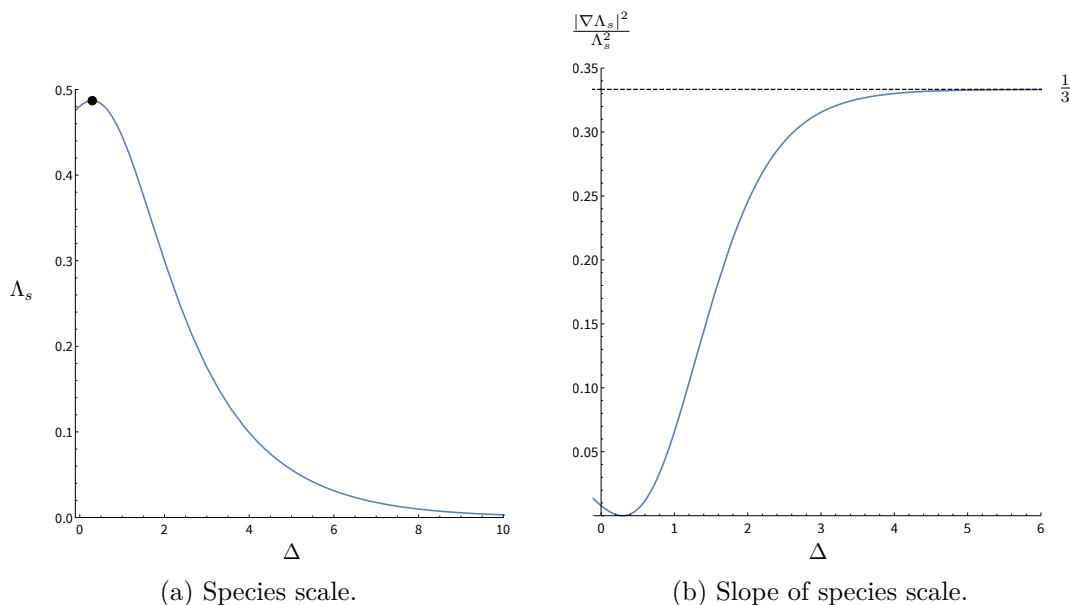 0.5
0.4
0.3
Λ_s
0.2
0.1
0.0
0 2 4 6 8 10
Δ
(a) Species scale.
|∇Λ_s|²
Λ_s²
0.35
1/3
0.30
0.25
0.20
0.15
0.10
0.05
0 1 2 3 4 5 6
Δ
(b) Slope of species scale.